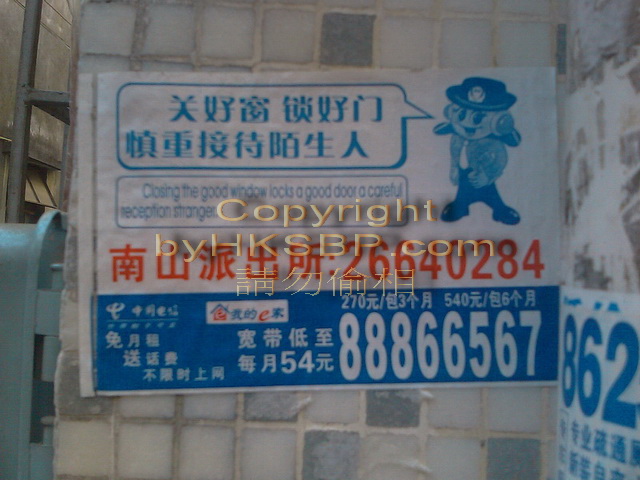 关好窗 锁好门
慎重接待陌生人
Closing the good window locks a good door a careful
reception stranger
Copyright
byHKSBP.com
請勿偷相
南山派出所:26640284
270元/包3个月 540元/包6个月
中国电信
我的e家
免月租
送话费
不限时上网
宽带低至
每月54元
88866567
862
专业疏通